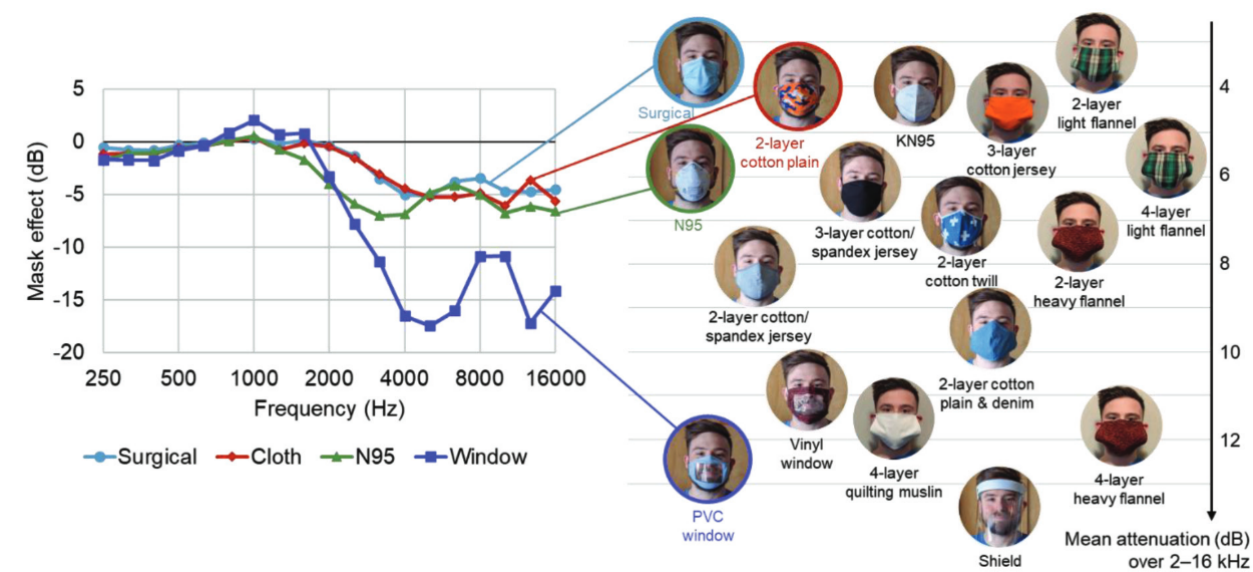 5
0
-5
-10
-15
-20
Mask effect (dB)
250 500 1000 2000 4000 8000 16000
Frequency (Hz)
Surgical Cloth N95 Window
Surgical
2-layer
cotton plain
KN95
3-layer
cotton jersey
2-layer
light flannel
N95
3-layer cotton/
spandex jersey
2-layer
cotton twill
2-layer
heavy flannel
4-layer
light flannel
2-layer cotton/
spandex jersey
2-layer cotton
plain & denim
Vinyl
window
4-layer
quilting muslin
4-layer
heavy flannel
PVC
window
Shield
4
6
8
10
12
Mean attenuation (dB)
over 2–16 kHz